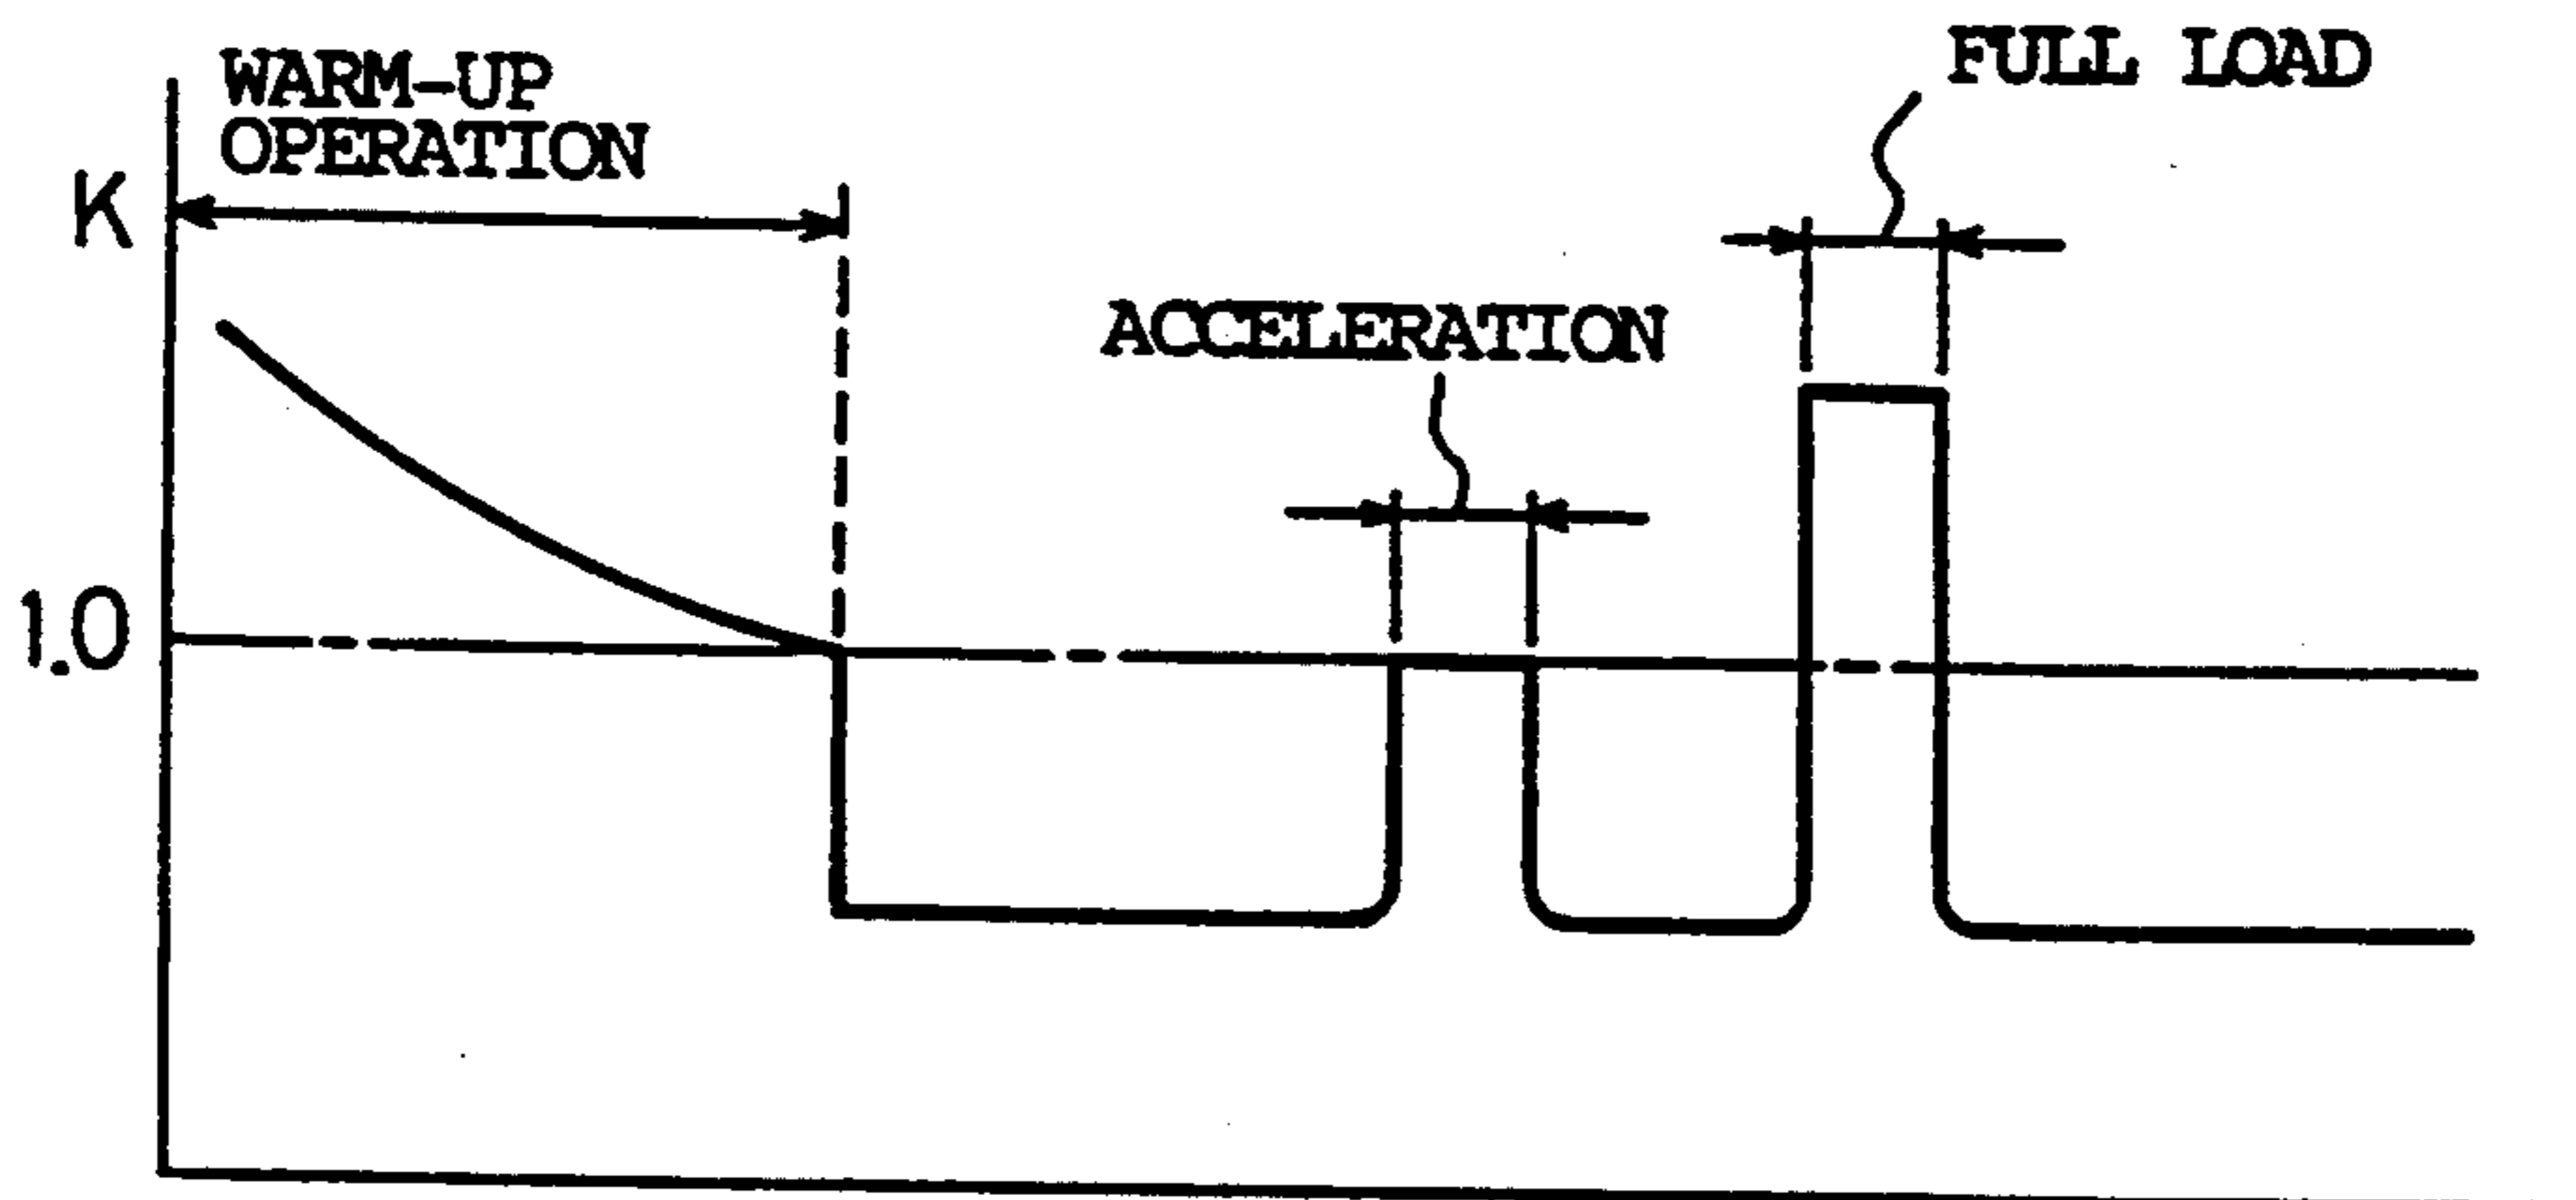 FULL LOAD
WARM-UP
OPERATION
K
ACCELERATION
1.0